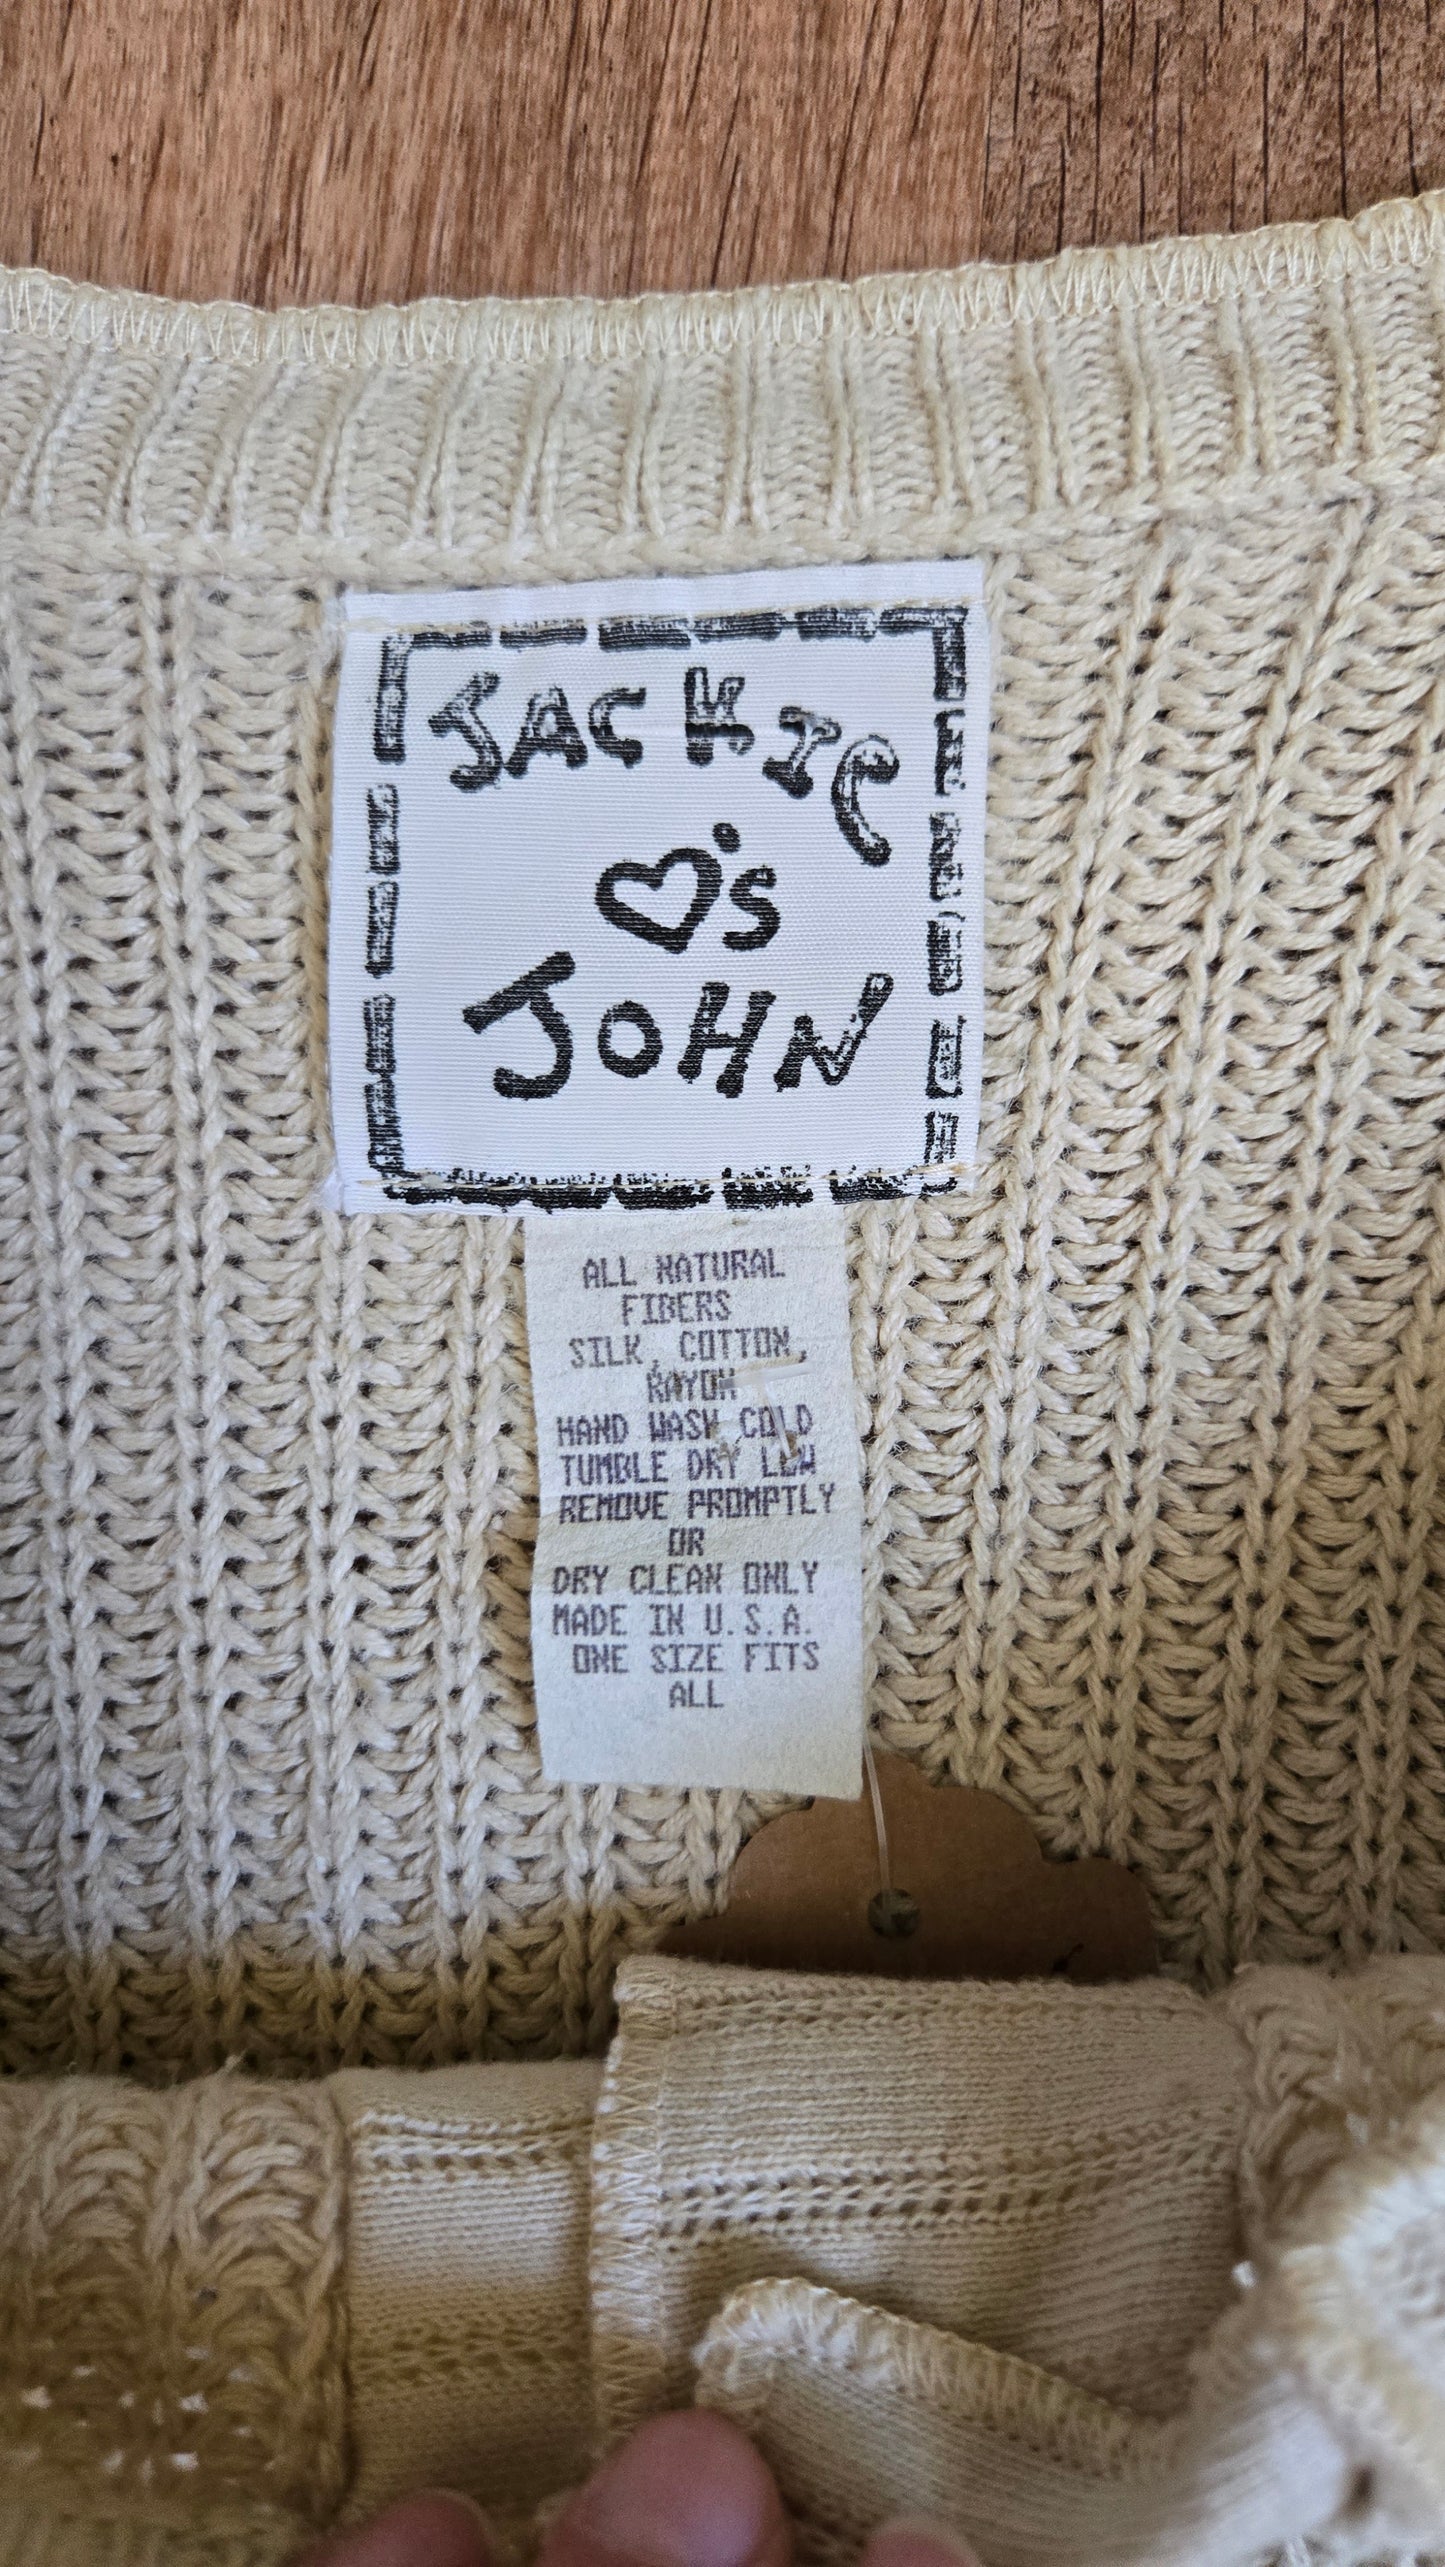 JACKIE
♡'s
JOHN
ALL NATURAL
FIBERS
SILK, COTTON,
RAYON
HAND WASH COLD
TUMBLE DRY LOW
REMOVE PROMPTLY
OR
DRY CLEAN ONLY
MADE IN U.S.A.
ONE SIZE FITS
ALL